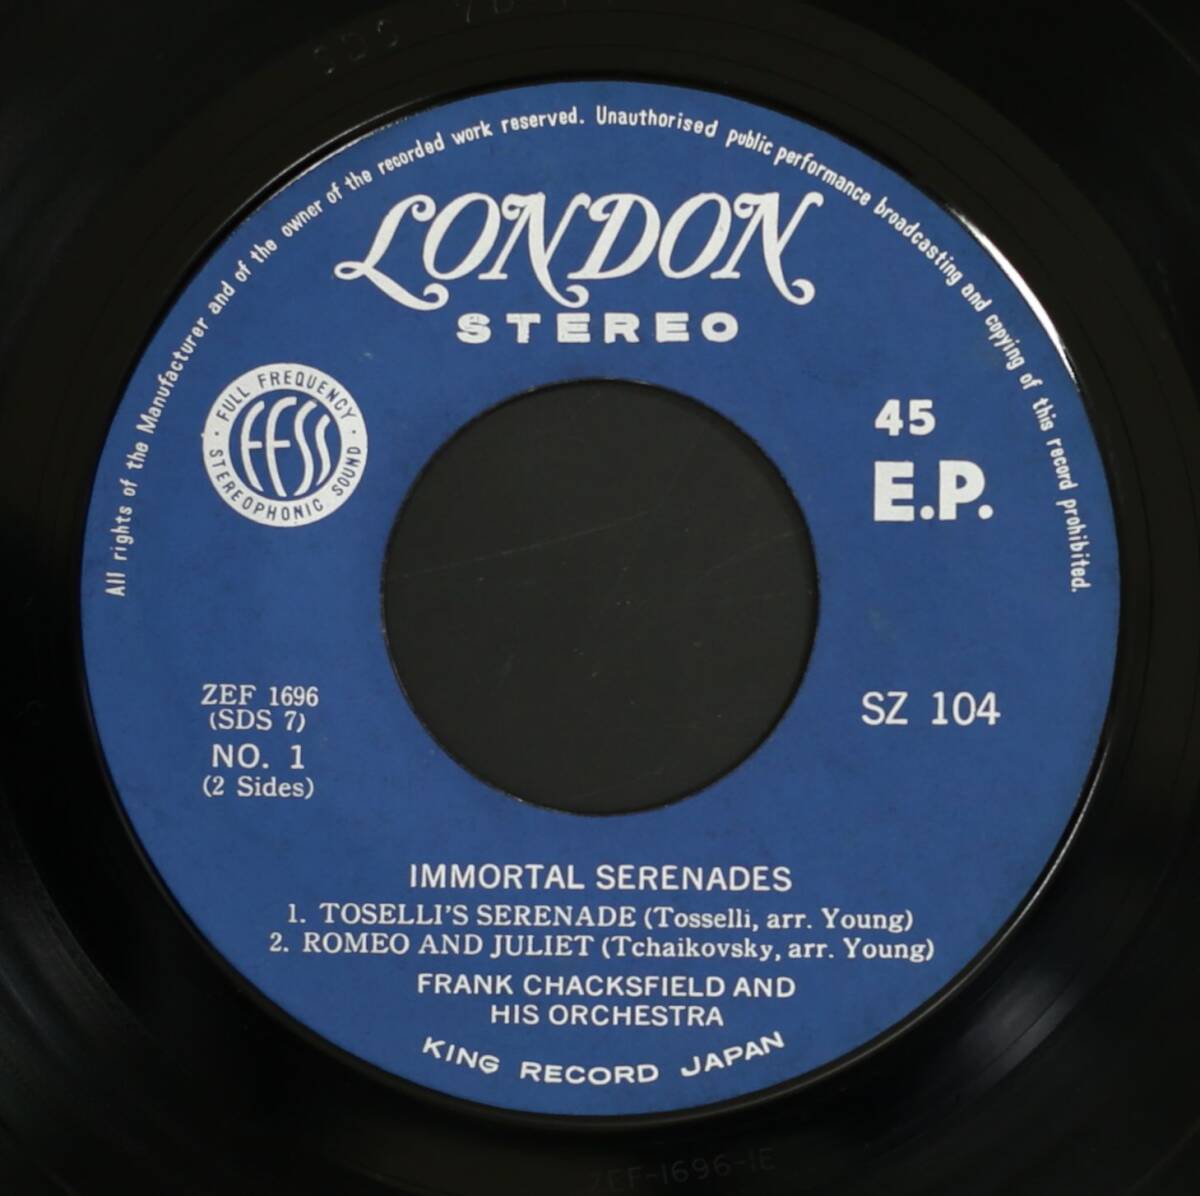 All rights of the Manufacturer and of the owner of the recorded work reserved. Unauthorised public performance broadcasting and copying of this record prohibited.
LONDON
STEREO
FULL FREQUENCY
FFSS
STEREOPHONIC SOUND
45
E.P.
ZEF 1696
(SDS 7)
NO. 1
(2 Sides)
SZ 104
IMMORTAL SERENADES
1. TOSELLI'S SERENADE (Tosselli, arr. Young)
2. ROMEO AND JULIET (Tchaikovsky, arr. Young)
FRANK CHACKSFIELD AND
HIS ORCHESTRA
KING RECORD JAPAN
ZEF-1696-1E